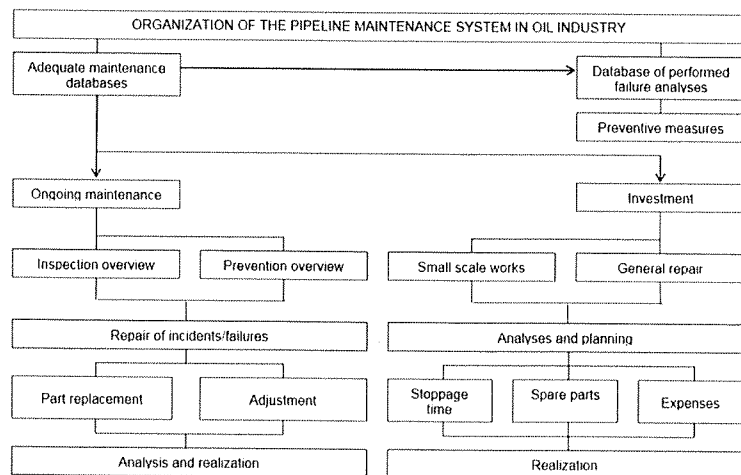 ORGANIZATION OF THE PIPELINE MAINTENANCE SYSTEM IN OIL INDUSTRY
Adequate maintenance
databases
Database of performed
failure analyses
Preventive measures
Ongoing maintenance
Investment
Inspection overview
Prevention overview
Small scale works
General repair
Repair of incidents/failures
Analyses and planning
Part replacement
Adjustment
Stoppage
time
Spare parts
Expenses
Analysis and realization
Realization